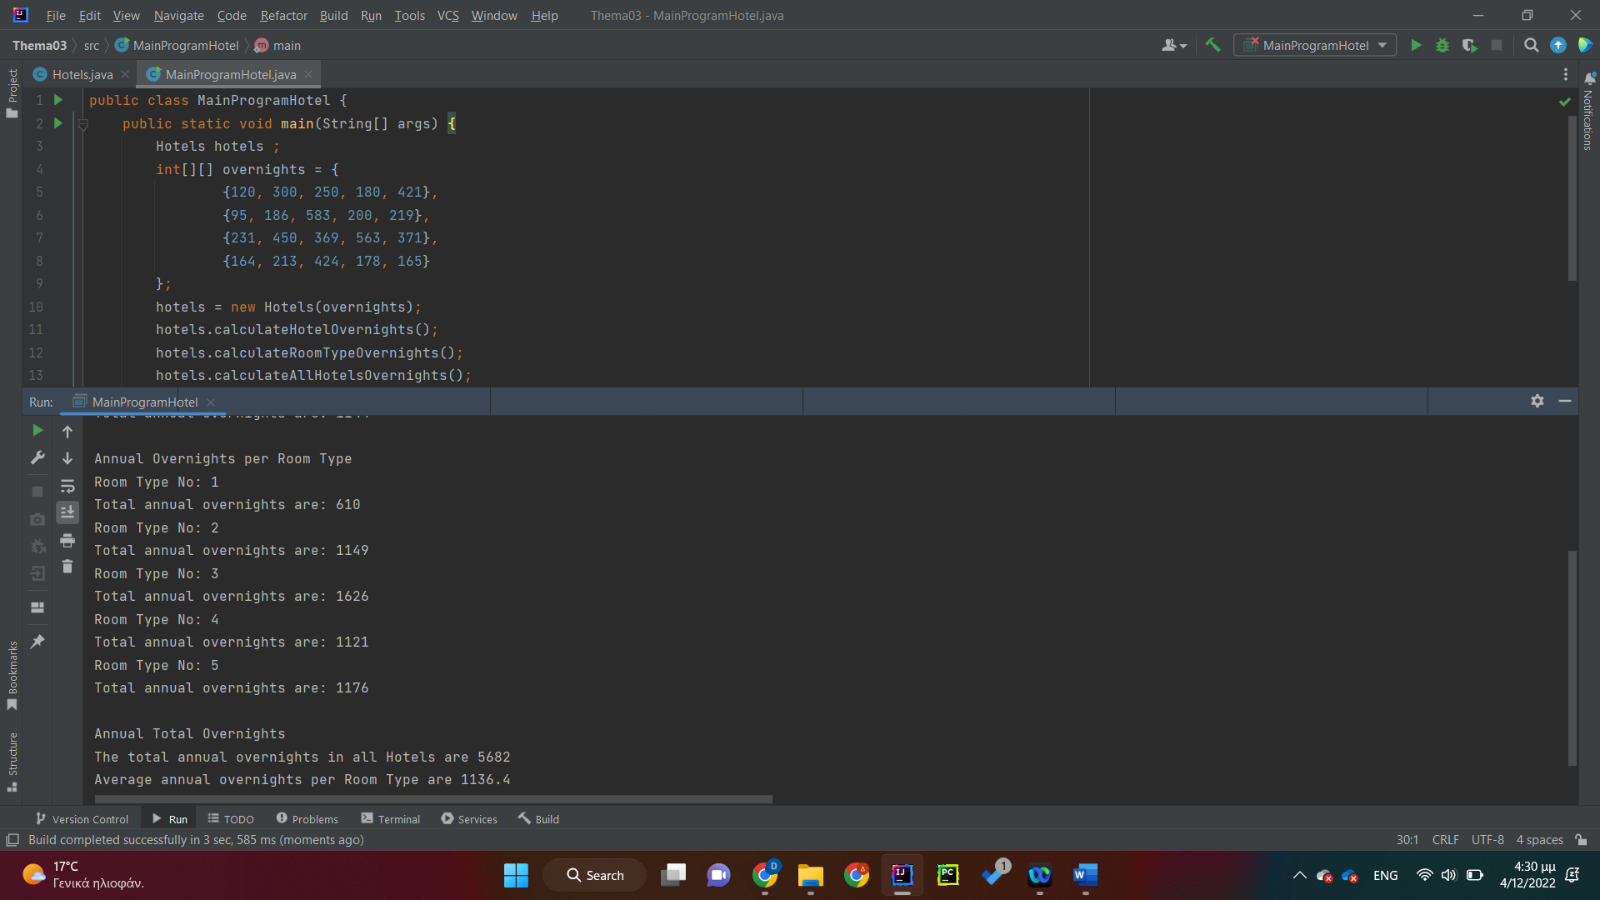 File Edit View Navigate Code Refactor Build Run Tools VCS Window Help Thema03 - MainProgramHotel.java
Thema03 src MainProgramHotel main MainProgramHotel
Project
Hotels.java MainProgramHotel.java
Notifications
1 public class MainProgramHotel {
2 public static void main(String[] args) {
3 Hotels hotels ;
4 int[][] overnights = {
5 {120, 300, 250, 180, 421},
6 {95, 186, 583, 200, 219},
7 {231, 450, 369, 563, 371},
8 {164, 213, 424, 178, 165}
9 };
10 hotels = new Hotels(overnights);
11 hotels.calculateHotelOvernights();
12 hotels.calculateRoomTypeOvernights();
13 hotels.calculateAllHotelsOvernights();
Run: MainProgramHotel
Annual Overnights per Room Type
Room Type No: 1
Total annual overnights are: 610
Room Type No: 2
Total annual overnights are: 1149
Room Type No: 3
Total annual overnights are: 1626
Room Type No: 4
Total annual overnights are: 1121
Room Type No: 5
Total annual overnights are: 1176
Annual Total Overnights
The total annual overnights in all Hotels are 5682
Average annual overnights per Room Type are 1136.4
Bookmarks
Structure
Version Control Run TODO Problems Terminal Services Build
Build completed successfully in 3 sec, 585 ms (moments ago) 30:1 CRLF UTF-8 4 spaces
17°C
Γενικά ηλιοφάν.
Search
D
IJ
PC
1
W
ENG
4:30 μμ
4/12/2022